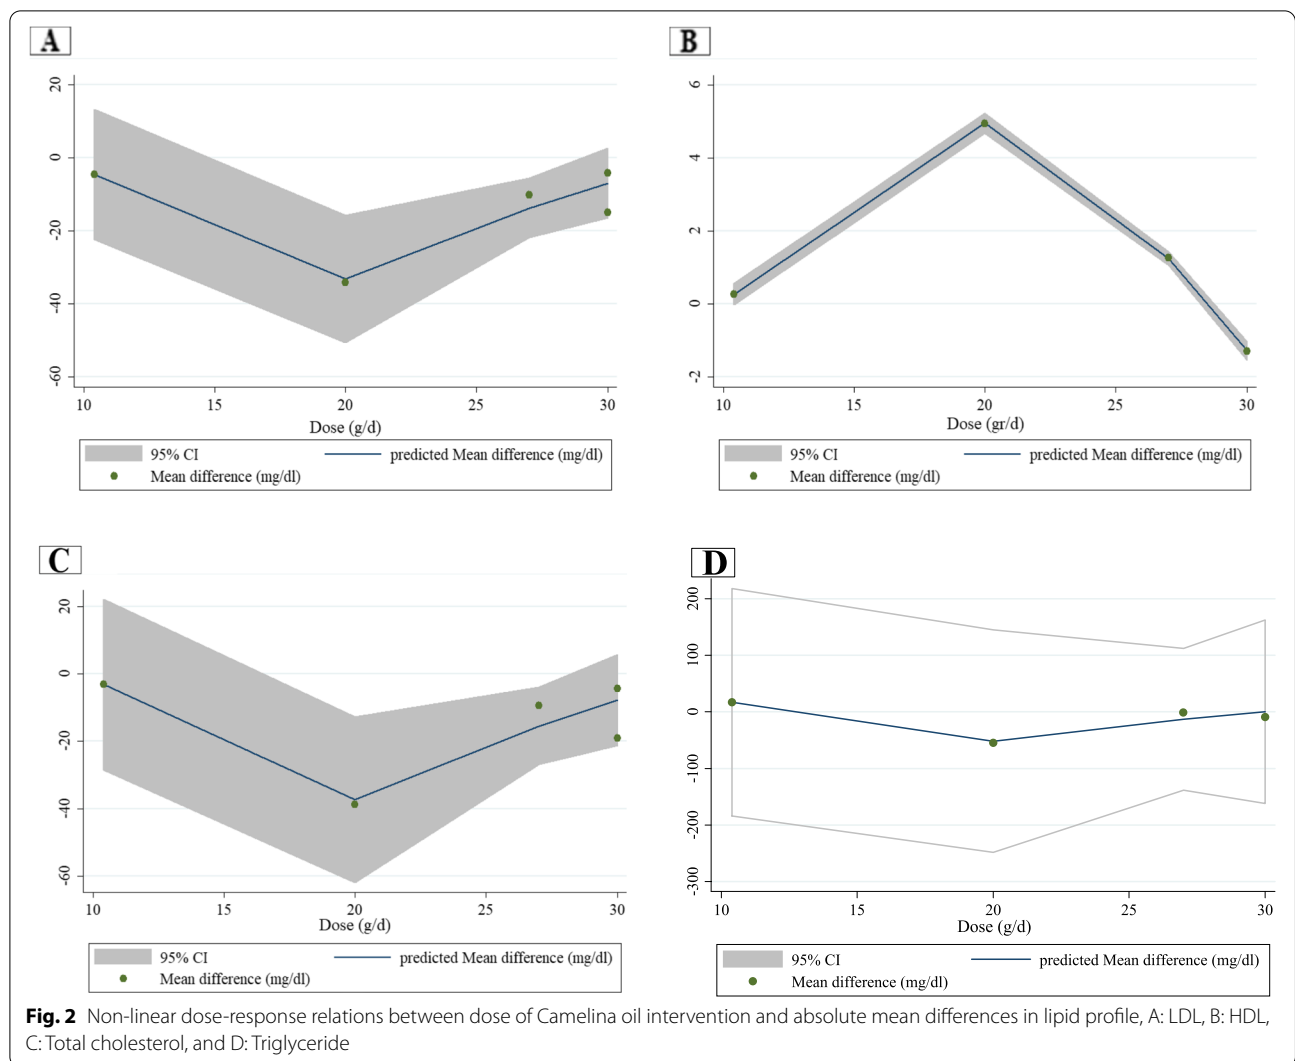 A
20
0
-20
-40
-60
10 15 20 25 30
Dose (g/d)
95% CI predicted Mean difference (mg/dl)
Mean difference (mg/dl)
B
6
4
2
0
-2
10 15 20 25 30
Dose (gr/d)
95% CI predicted Mean difference (mg/dl)
Mean difference (mg/dl)
C
20
0
-20
-40
-60
10 15 20 25 30
Dose (g/d)
95% CI predicted Mean difference (mg/dl)
Mean difference (mg/dl)
D
200
100
0
-100
-200
-300
10 15 20 25 30
Dose (g/d)
95% CI predicted Mean difference (mg/dl)
Mean difference (mg/dl)
Fig. 2 Non-linear dose-response relations between dose of Camelina oil intervention and absolute mean differences in lipid profile, A: LDL, B: HDL,
C: Total cholesterol, and D: Triglyceride